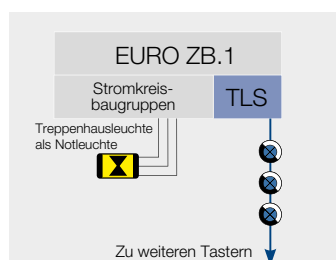 EURO ZB.1
Stromkreis-
baugruppen
TLS
Treppenhausleuchte
als Notleuchte
Zu weiteren Tastern